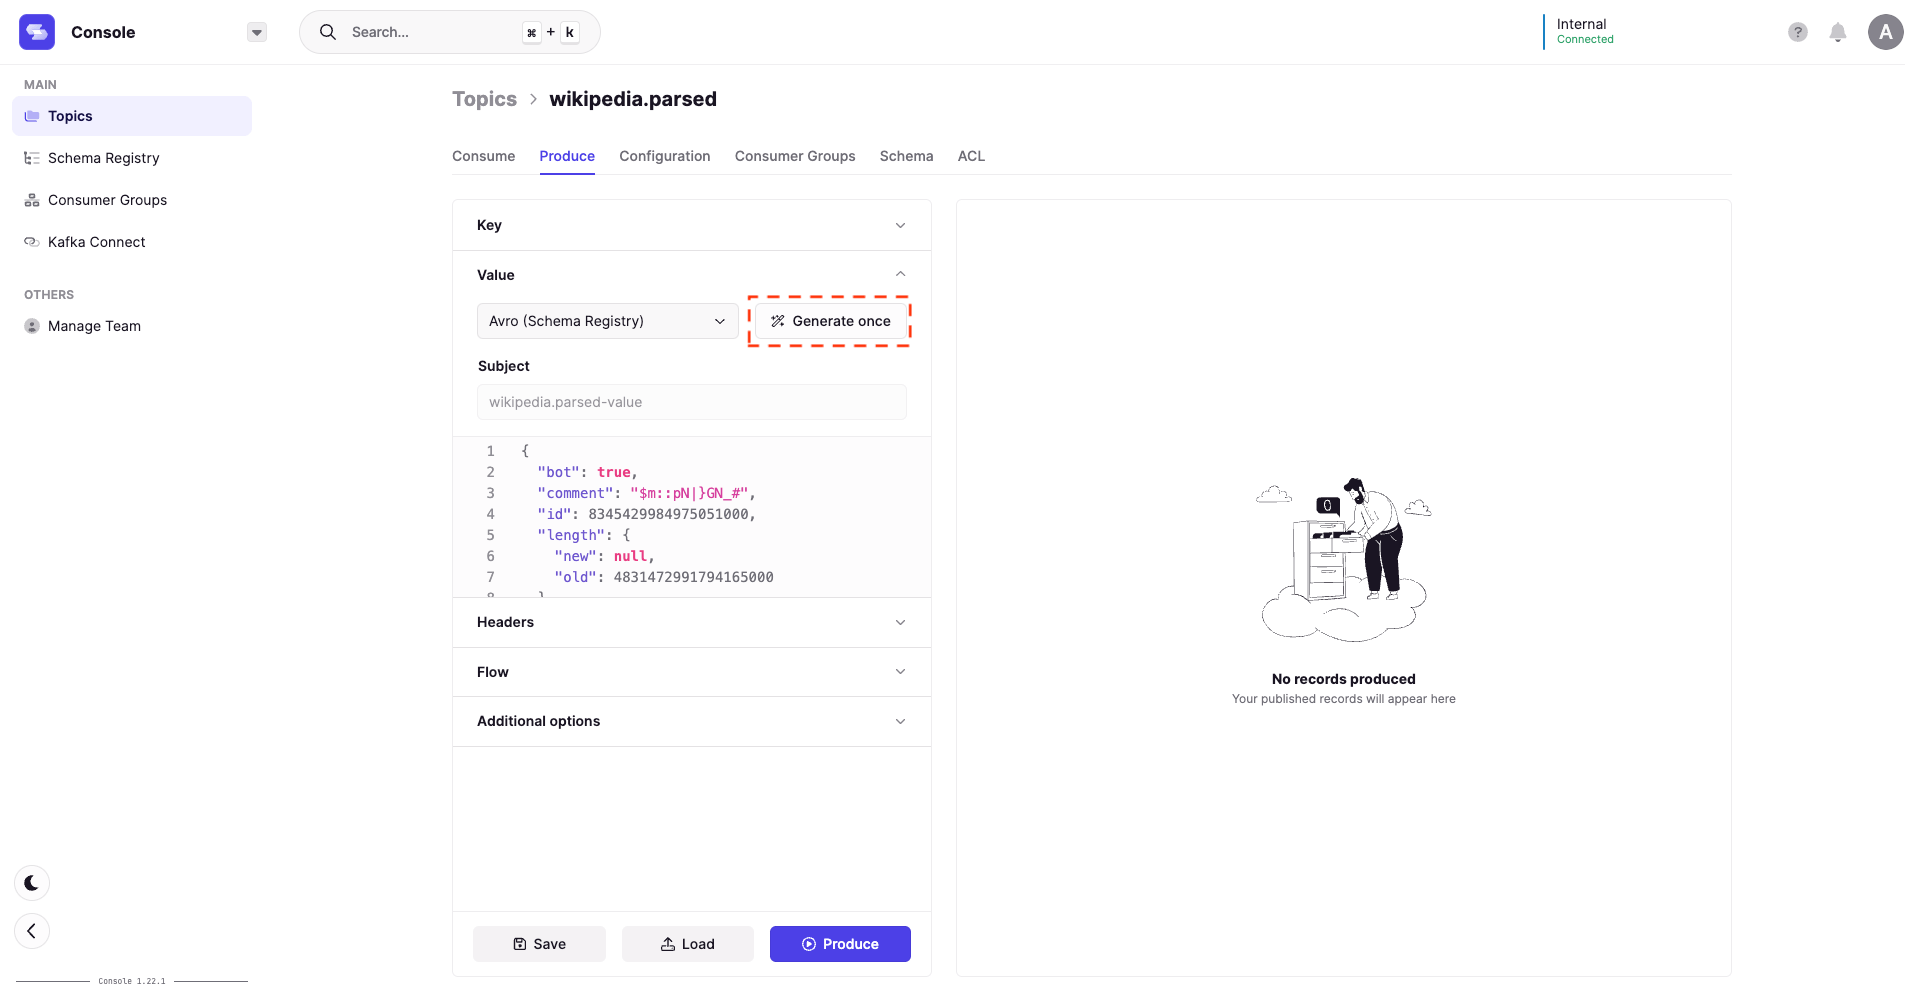 Console
Search...
⌘ + k
Internal
Connected
?
A
MAIN
Topics
Schema Registry
Consumer Groups
Kafka Connect
OTHERS
Manage Team
Topics > wikipedia.parsed
Consume Produce Configuration Consumer Groups Schema ACL
Key
Value
Avro (Schema Registry)
Generate once
Subject
wikipedia.parsed-value
1 {
2 "bot": true,
3 "comment": "$m::pN|}GN_#",
4 "id": 8345429984975051000,
5 "length": {
6 "new": null,
7 "old": 4831472991794165000
8 }
Headers
Flow
Additional options
Save
Load
Produce
0
No records produced
Your published records will appear here
Console 1.22.1